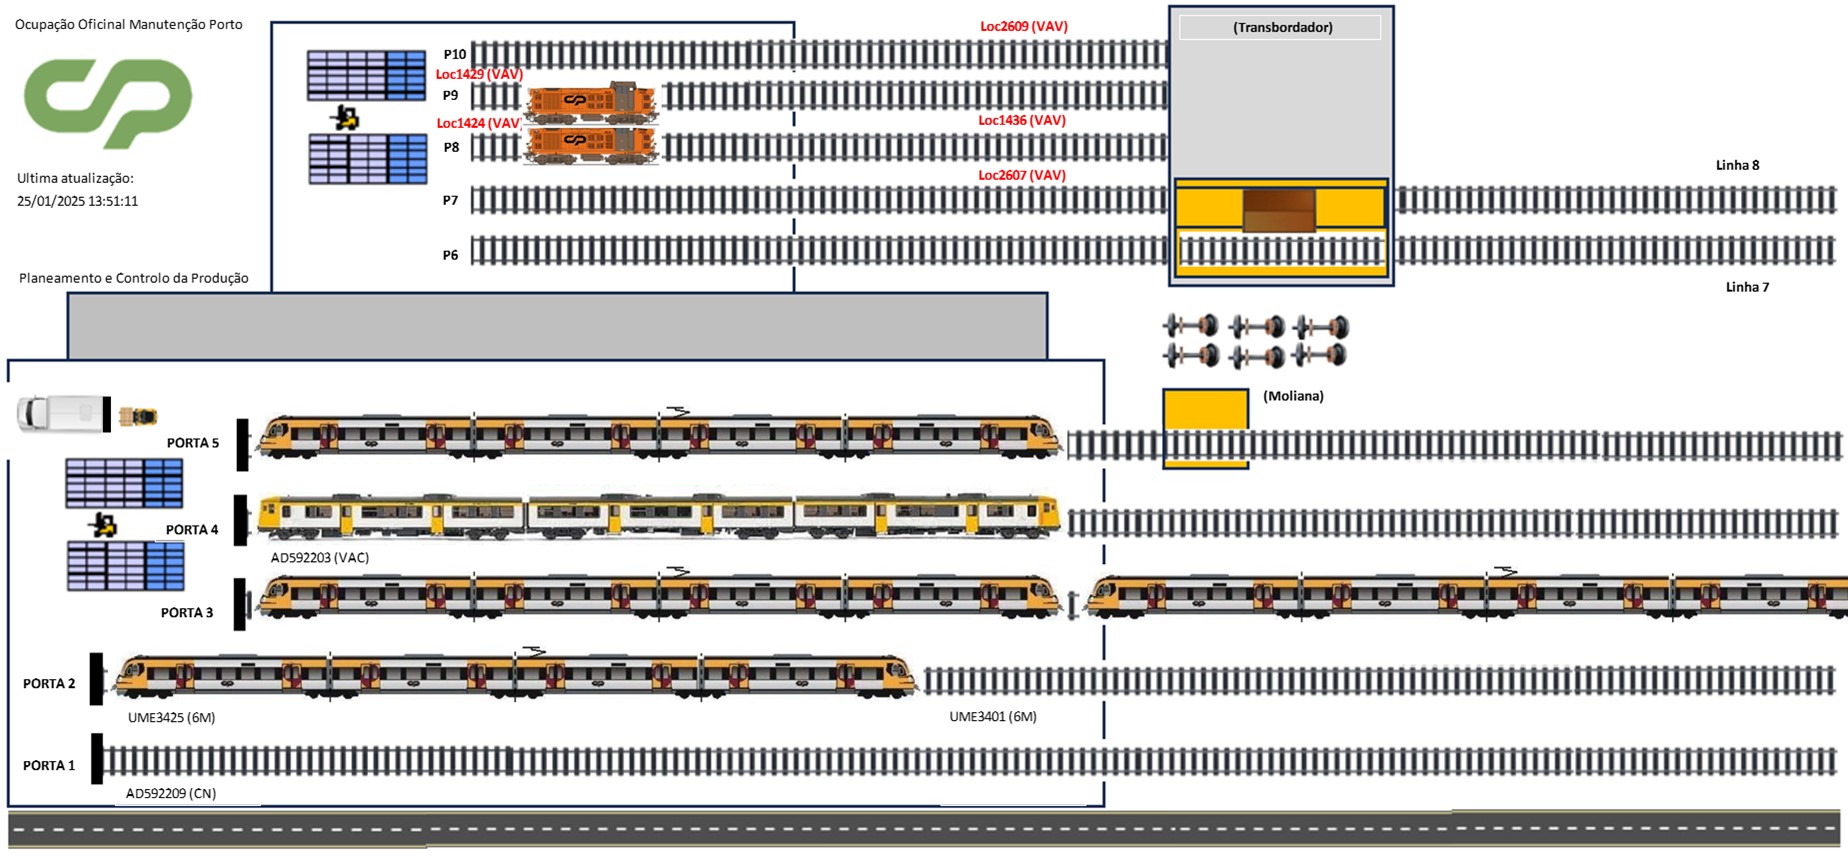 Ocupação Oficinal Manutenção Porto
Ultima atualização:
25/01/2025 13:51:11
Planeamento e Controlo da Produção
Loc2609 (VAV)
P10
Loc1429 (VAV)
P9
Loc1424 (VAV)
Loc1436 (VAV)
P8
Loc2607 (VAV)
P7
P6
(Transbordador)
Linha 8
Linha 7
(Moliana)
PORTA 5
PORTA 4
AD592203 (VAC)
PORTA 3
PORTA 2
UME3425 (6M)
UME3401 (6M)
PORTA 1
AD592209 (CN)